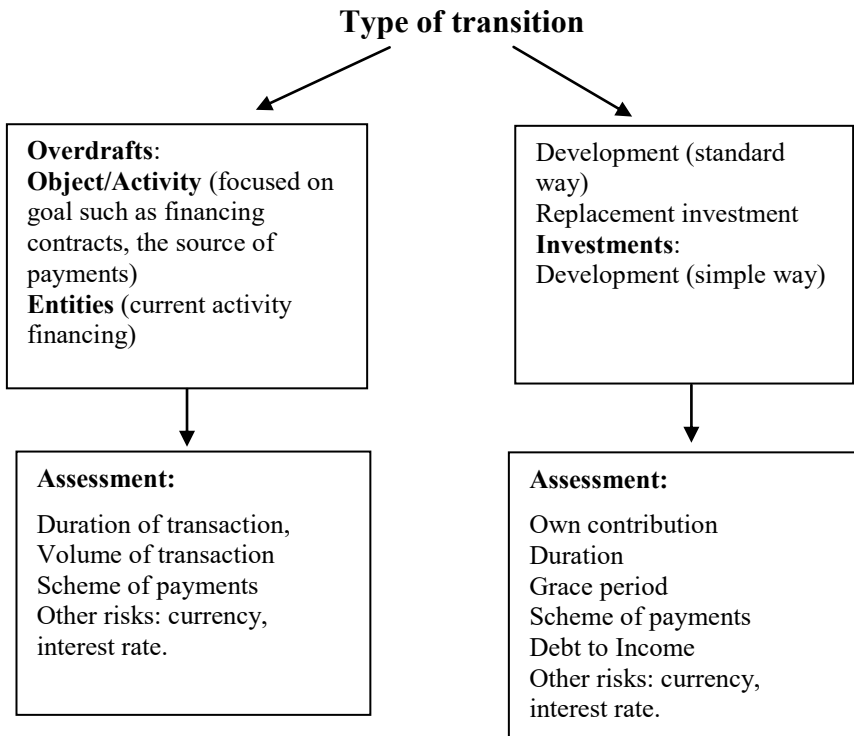 Type of transition
Overdrafts:
Object/Activity (focused on
goal such as financing
contracts, the source of
payments)
Entities (current activity
financing)
Development (standard
way)
Replacement investment
Investments:
Development (simple way)
Assessment:
Duration of transaction,
Volume of transaction
Scheme of payments
Other risks: currency,
interest rate.
Assessment:
Own contribution
Duration
Grace period
Scheme of payments
Debt to Income
Other risks: currency,
interest rate.